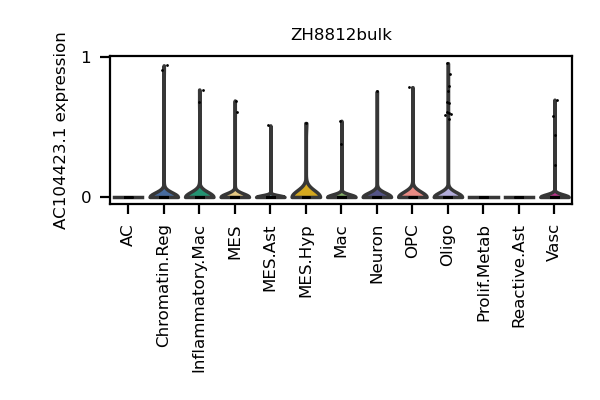 ZH8812bulk
AC104423.1 expression
1
0
AC
Chromatin.Reg
Inflammatory.Mac
MES
MES.Ast
MES.Hyp
Mac
Neuron
OPC
Oligo
Prolif.Metab
Reactive.Ast
Vasc